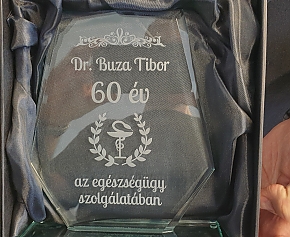 Dr. Buza Tibor
60 év
az egészségügy
szolgálatában